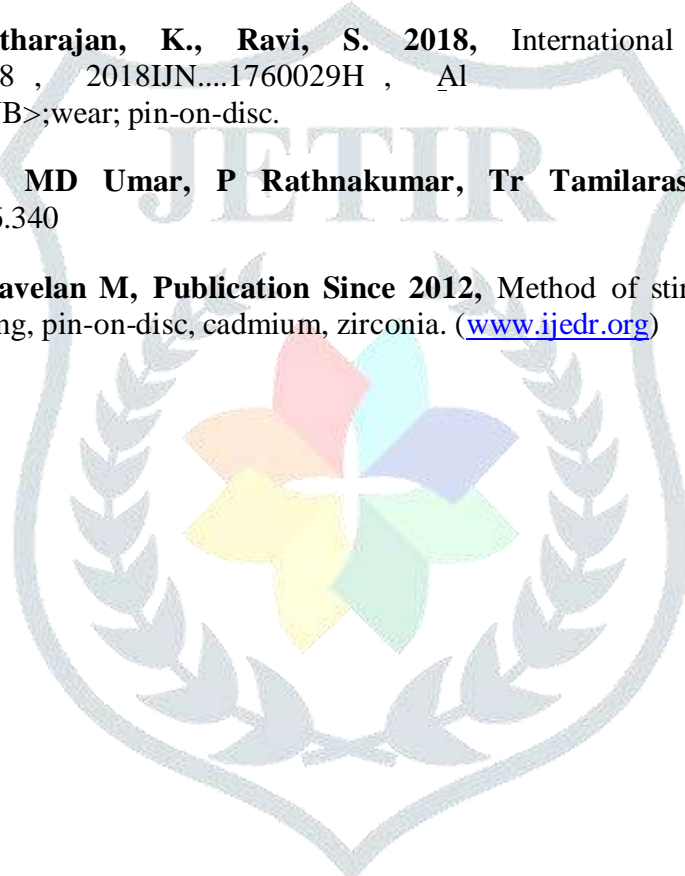 tharajan, K., Ravi, S. 2018, International
8 , 2018IJN....1760029H , Al
/B>;wear; pin-on-disc.
JETIR
MD Umar, P Rathnakumar, Tr Tamilaras
.340
avelan M, Publication Since 2012, Method of stir
ng, pin-on-disc, cadmium, zirconia. (www.ijedr.org)